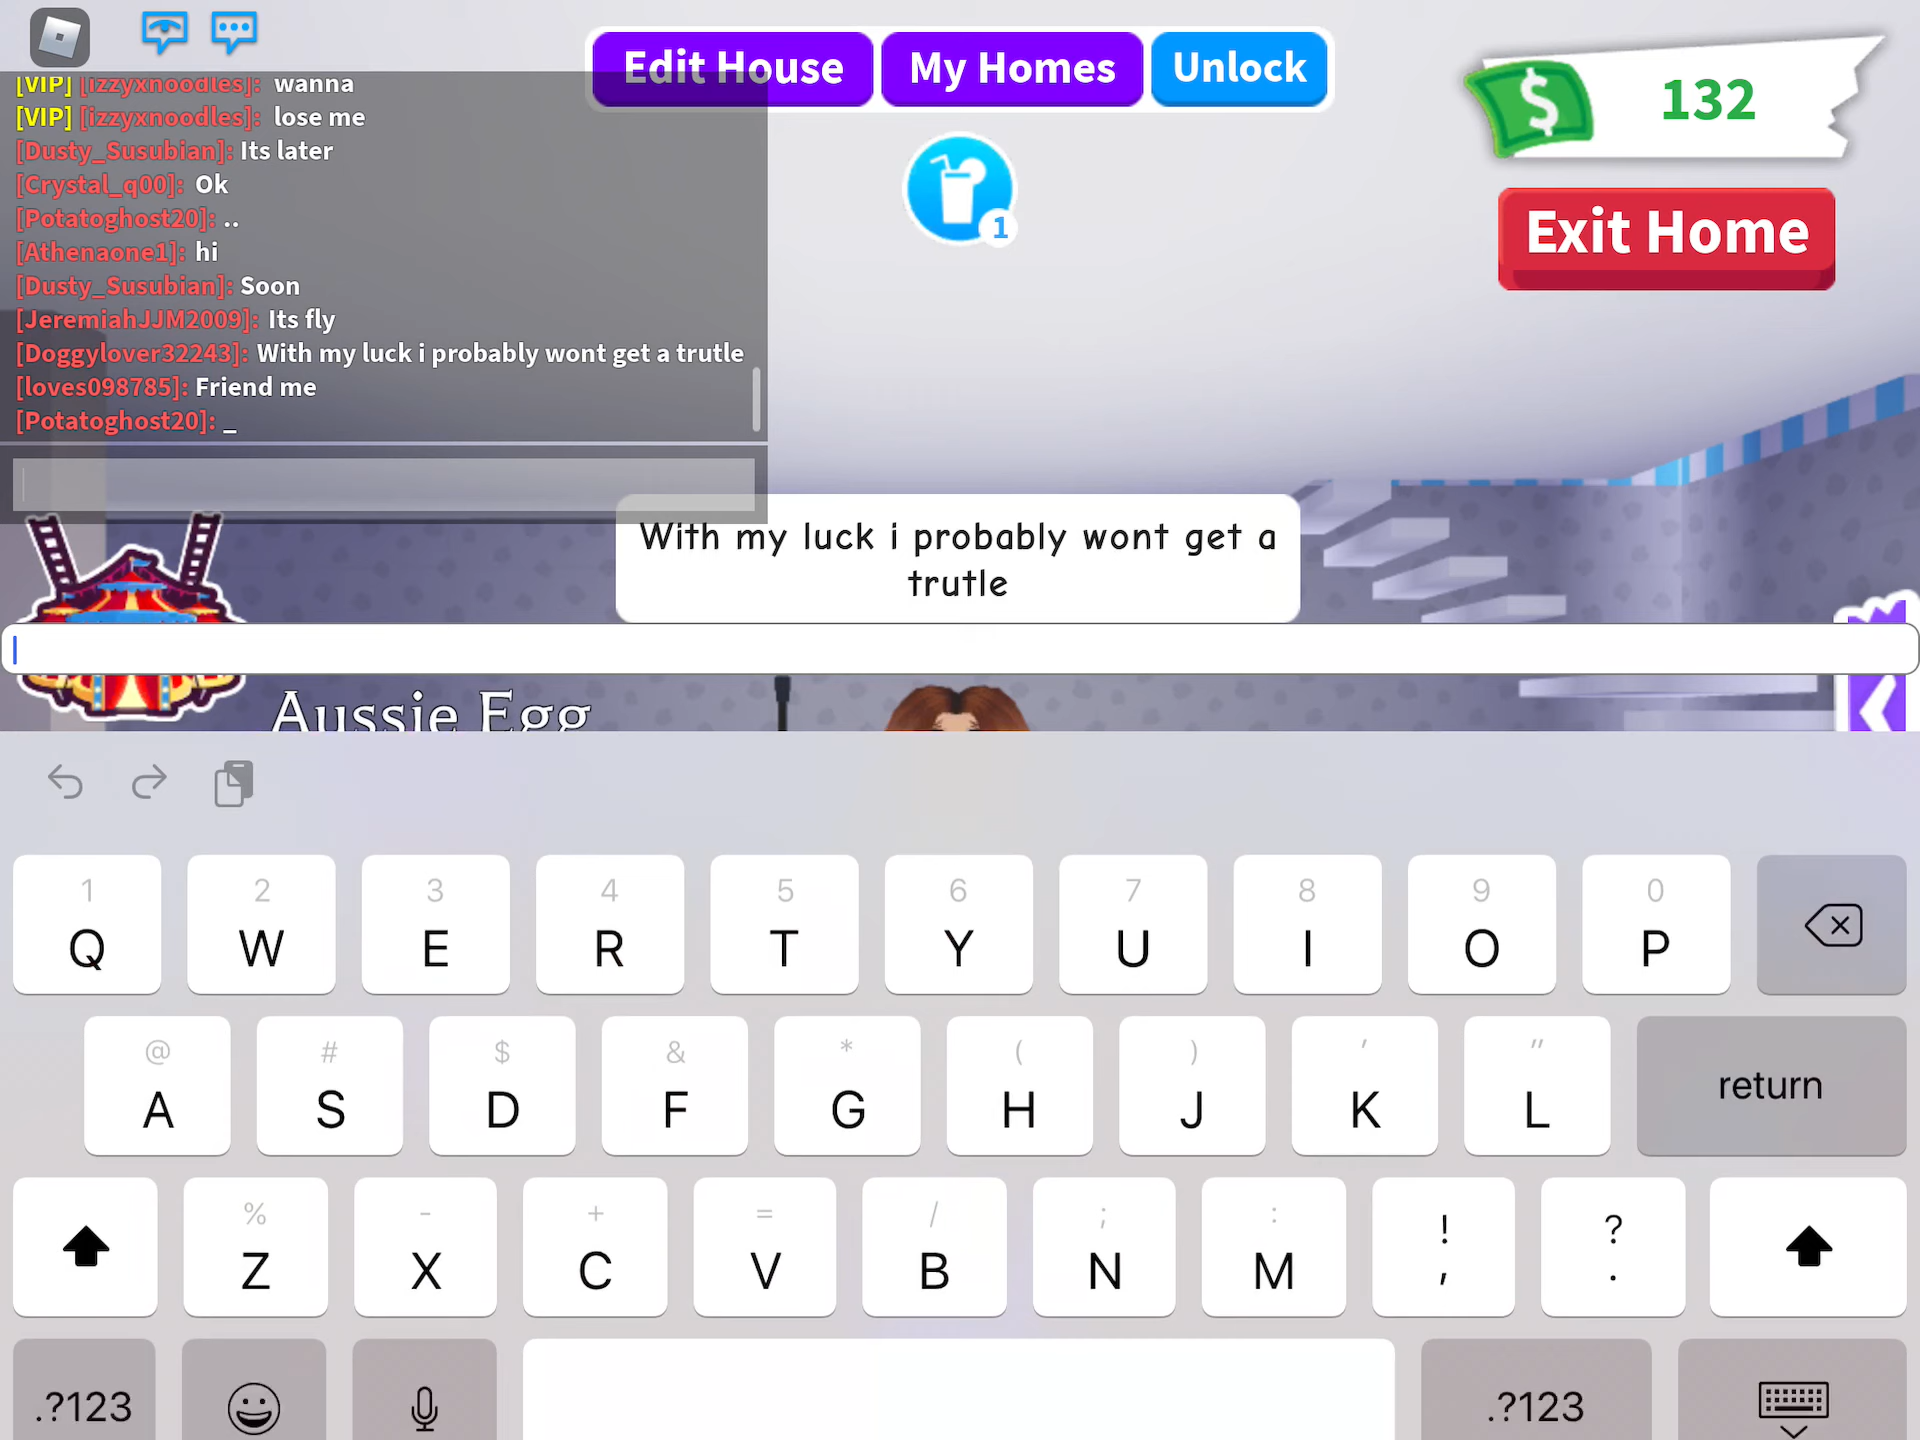 [VIP] [izzyxnoodles]: wanna
[VIP] [izzyxnoodles]: lose me
[Dusty_Susubian]: Its later
[Crystal_q00]: Ok
[Potatoghost20]: ..
[Athenaone1]: hi
[Dusty_Susubian]: Soon
[JeremiahJJM2009]: Its fly
[Doggylover32243]: With my luck i probably wont get a trutle
[loves098785]: Friend me
[Potatoghost20]: _
Edit House
My Homes
Unlock
$ 132
1
Exit Home
With my luck i probably wont get a
trutle
Aussie Egg
1 2 3 4 5 6 7 8 9 0
Q W E R T Y U I O P
@ # $ & * ( ) ' "
A S D F G H J K L return
% - + = / ; : ! ?
Z X C V B N M , .
.?123 .?123